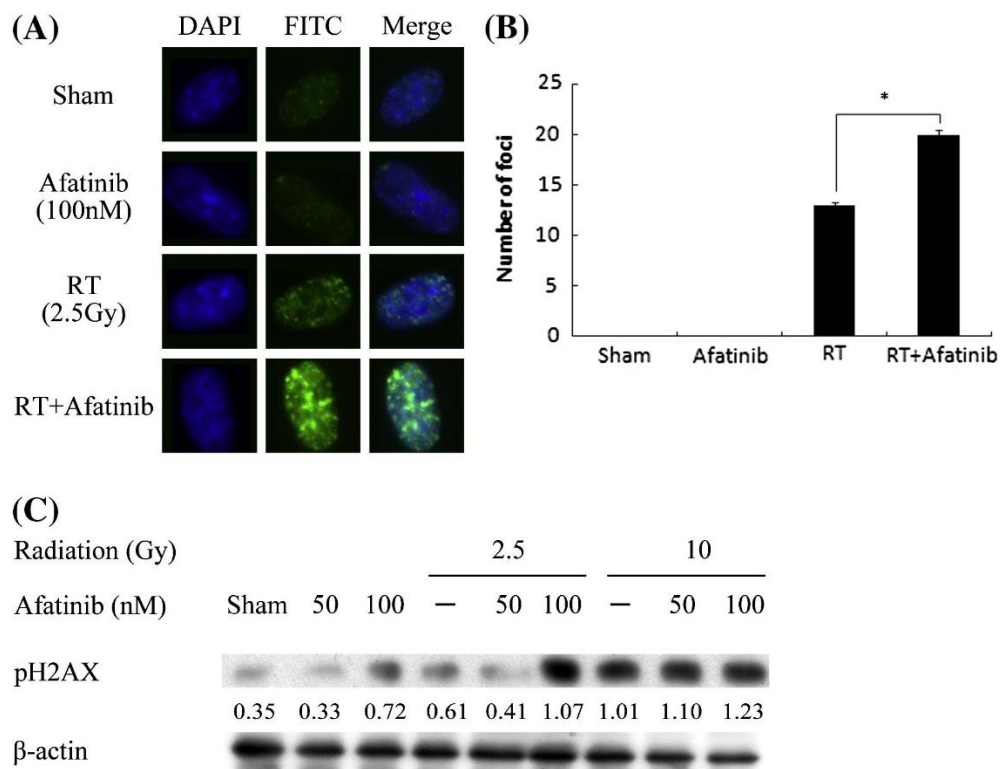 (A)
DAPI FITC Merge
Sham
Afatinib
(100nM)
RT
(2.5Gy)
RT+Afatinib
(B)
Number of foci
25
20
15
10
5
0
*
Sham Afatinib RT RT+Afatinib
(C)
Radiation (Gy) 2.5 10
Afatinib (nM) Sham 50 100 — 50 100 — 50 100
pH2AX
0.35 0.33 0.72 0.61 0.41 1.07 1.01 1.10 1.23
β-actin